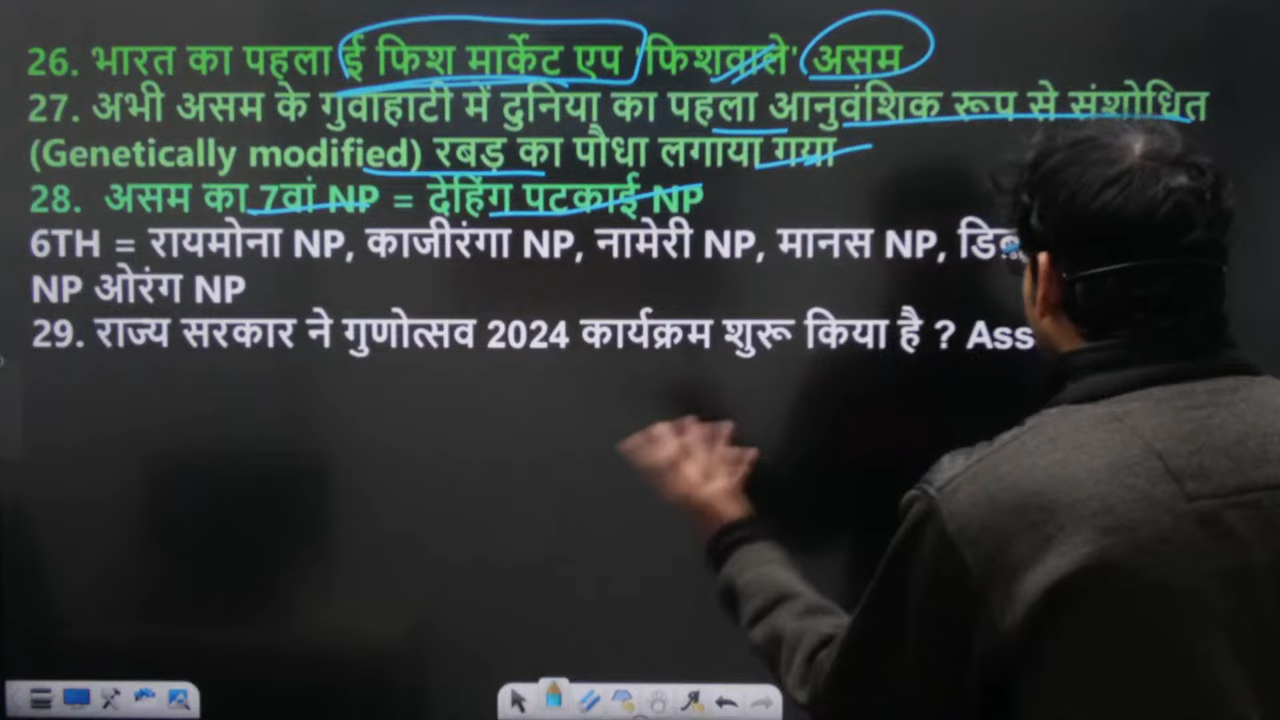 26. भारत का पहला ई फिश मार्केट एप 'फिशवाले' असम
27. अभी असम के गुवाहाटी में दुनिया का पहला आनुवंशिक रूप से संशोधित
(Genetically modified) रबड़ का पौधा लगाया गया
28. असम का 7वां NP = देहिंग पटकाई NP
6TH = रायमोना NP, काजीरंगा NP, नामेरी NP, मानस NP,
NP ओरंग NP
29. राज्य सरकार ने गुणोत्सव 2024 कार्यक्रम शुरू किया है ? Ass